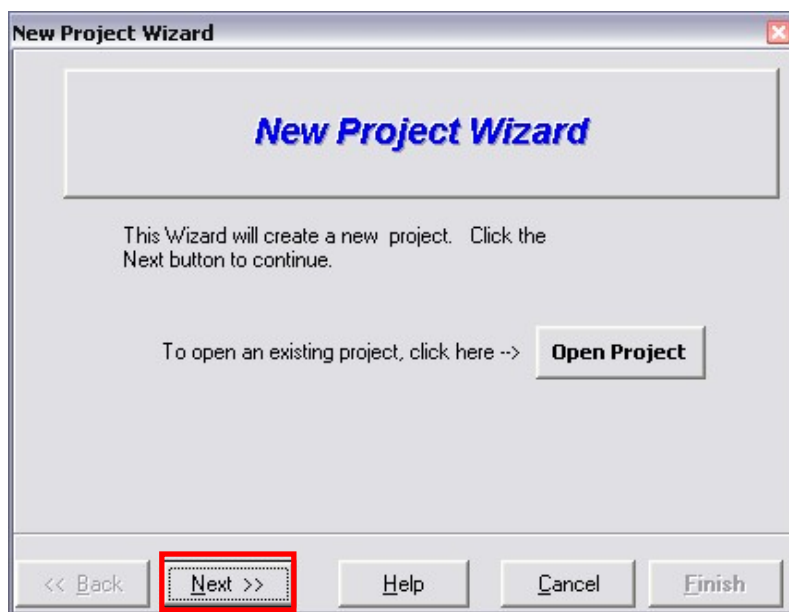 New Project Wizard
New Project Wizard
This Wizard will create a new project. Click the
Next button to continue.
To open an existing project, click here --> Open Project
<< Back Next >> Help Cancel Finish